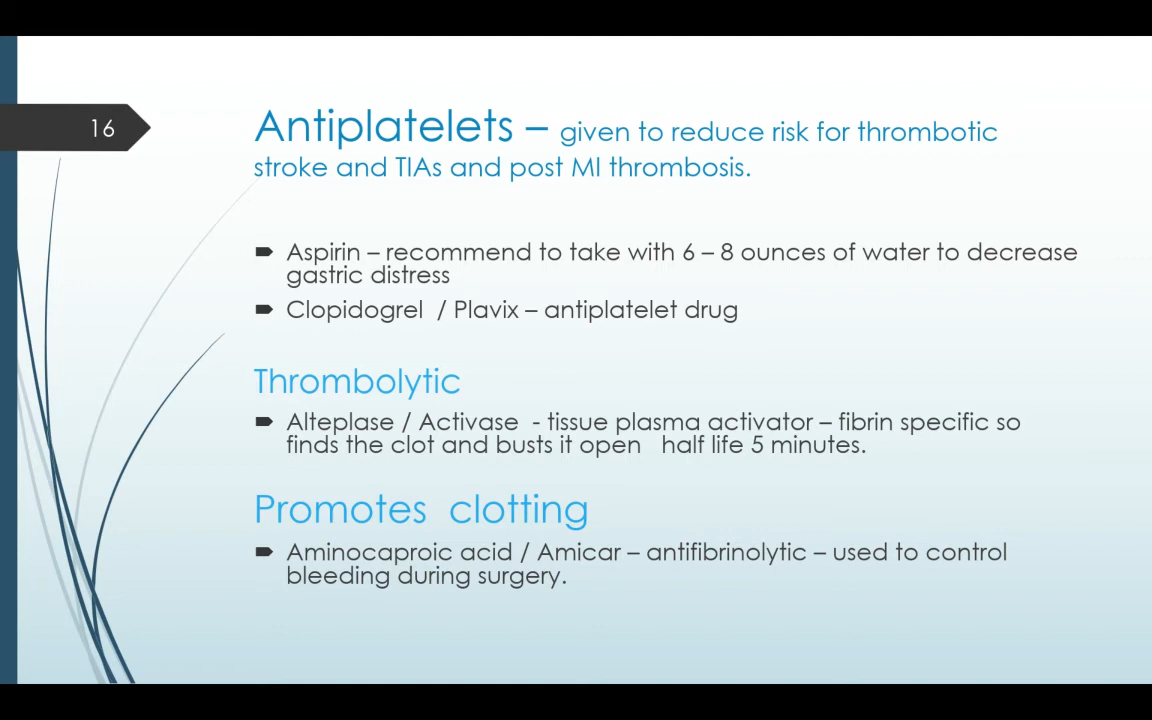 16
Antiplatelets – given to reduce risk for thrombotic
stroke and TIAs and post MI thrombosis.
Aspirin – recommend to take with 6 – 8 ounces of water to decrease
gastric distress
Clopidogrel / Plavix – antiplatelet drug
Thrombolytic
Alteplase / Activase - tissue plasma activator – fibrin specific so
finds the clot and busts it open half life 5 minutes.
Promotes clotting
Aminocaproic acid / Amicar – antifibrinolytic – used to control
bleeding during surgery.